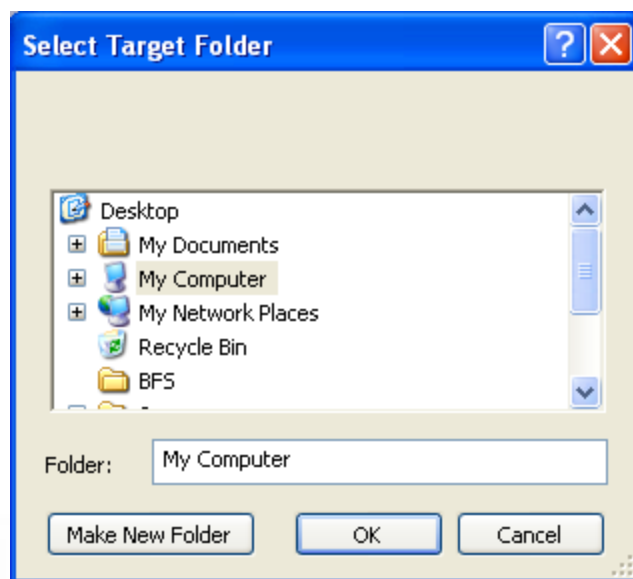 Select Target Folder
Desktop
My Documents
My Computer
My Network Places
Recycle Bin
BFS
Folder: My Computer
Make New Folder OK Cancel